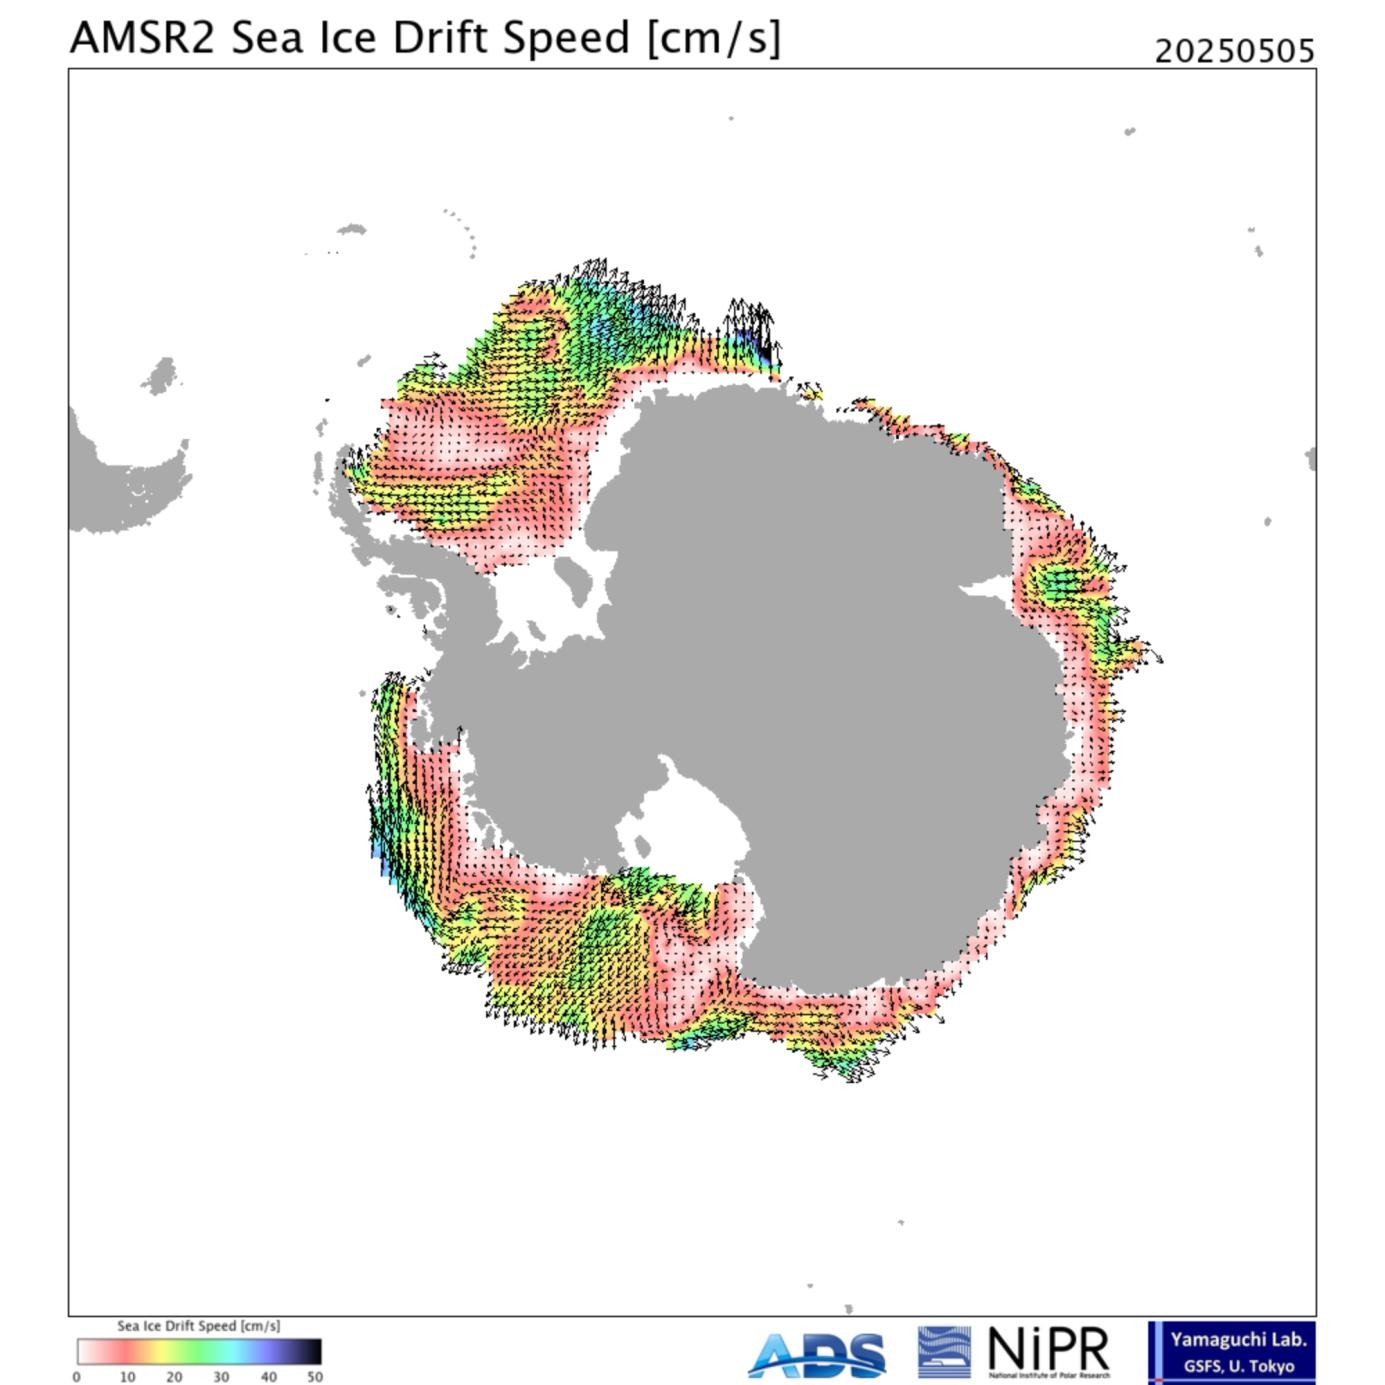 AMSR2 Sea Ice Drift Speed [cm/s]
20250505
Sea Ice Drift Speed [cm/s]
0 10 20 30 40 50
ADS
NiPR
National Institute of Polar Research
Yamaguchi Lab.
GSFS, U. Tokyo